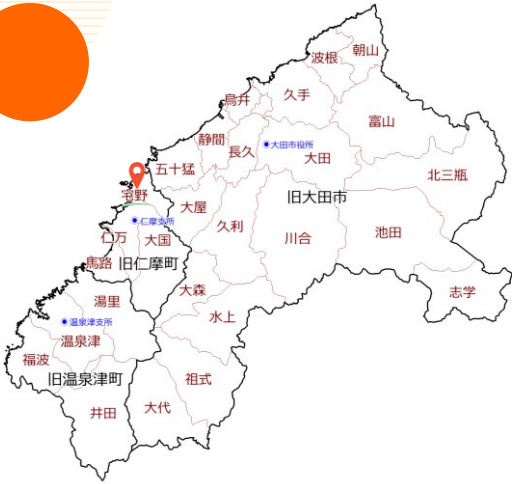 朝山
波根
久手
鳥井
富山
静間
長久
大田市役所
大田
五十猛
北三瓶
宅野
旧大田市
大屋
仁摩支所
久利
池田
仁万
大国
川合
馬路
旧仁摩町
大森
志学
湯里
水上
温泉津支所
温泉津
福波
旧温泉津町
祖式
井田
大代